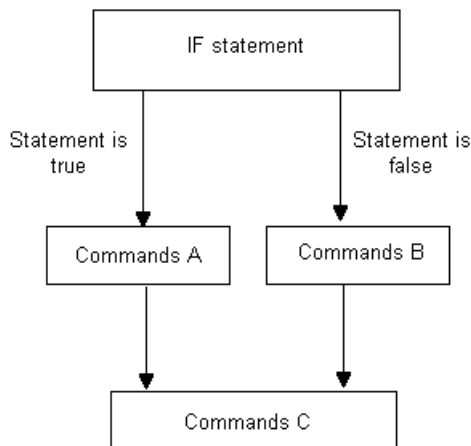 IF statement
Statement is
true
Statement is
false
Commands A
Commands B
Commands C